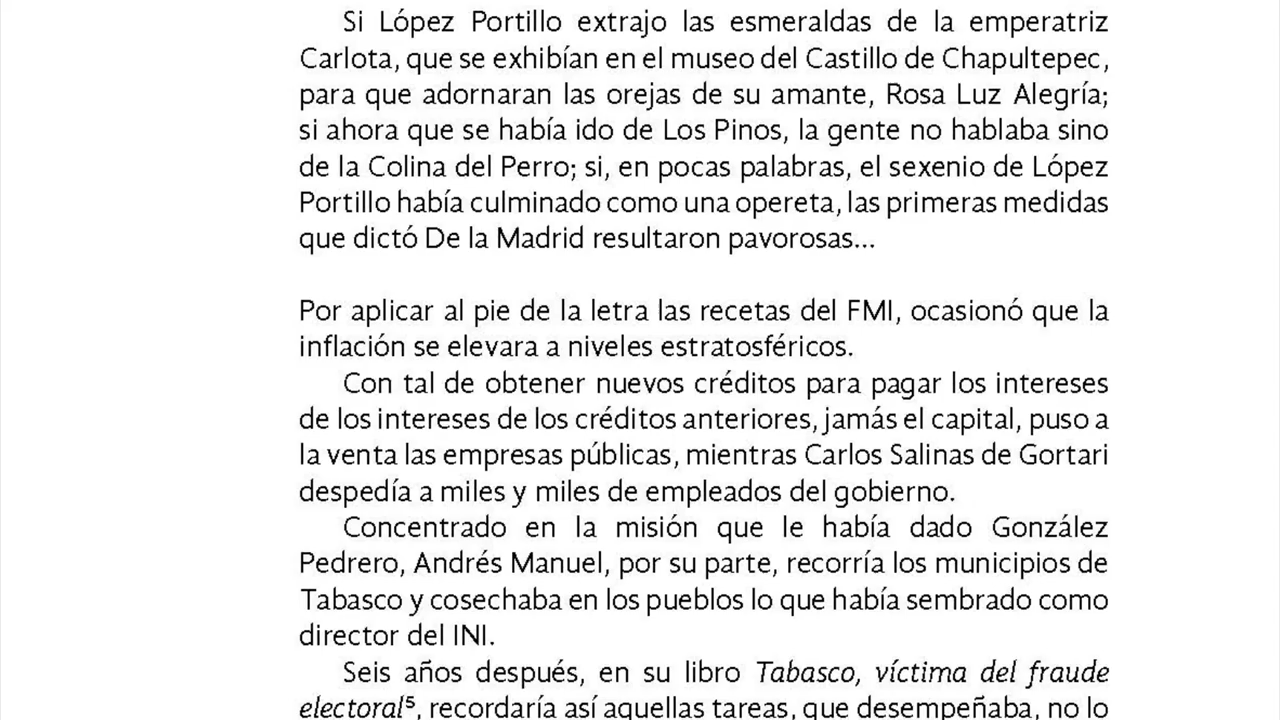 Si López Portillo extrajo las esmeraldas de la emperatriz
Carlota, que se exhibían en el museo del Castillo de Chapultepec,
para que adornaran las orejas de su amante, Rosa Luz Alegría;
si ahora que se había ido de Los Pinos, la gente no hablaba sino
de la Colina del Perro; si, en pocas palabras, el sexenio de López
Portillo había culminado como una opereta, las primeras medidas
que dictó De la Madrid resultaron pavorosas...
Por aplicar al pie de la letra las recetas del FMI, ocasionó que la
inflación se elevara a niveles estratosféricos.
Con tal de obtener nuevos créditos para pagar los intereses
de los intereses de los créditos anteriores, jamás el capital, puso a
la venta las empresas públicas, mientras Carlos Salinas de Gortari
despedía a miles y miles de empleados del gobierno.
Concentrado en la misión que le había dado González
Pedrero, Andrés Manuel, por su parte, recorría los municipios de
Tabasco y cosechaba en los pueblos lo que había sembrado como
director del INI.
Seis años después, en su libro Tabasco, víctima del fraude
electoral⁵, recordaría así aquellas tareas, que desempeñaba, no lo